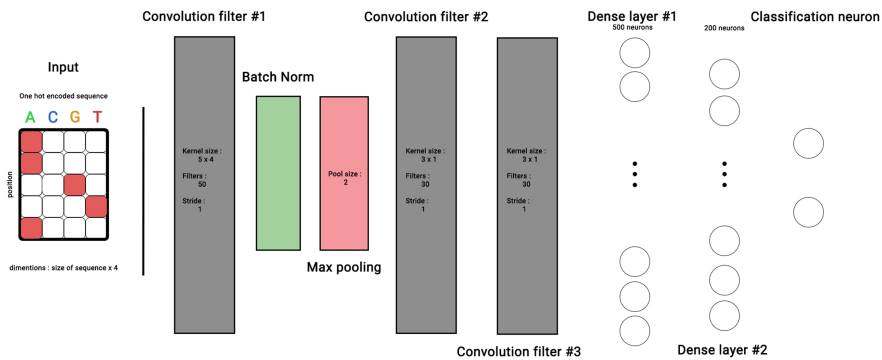 Convolution filter #1
Convolution filter #2
Dense layer #1
500 neurons
200 neurons
Classification neuron
Input
Batch Norm
One hot encoded sequence
A C G T
position
dimentions : size of sequence x 4
Kernel size :
5 x 4
Filters :
50
Stride :
1
Pool size :
2
Max pooling
Kernel size :
3 x 1
Filters :
30
Stride :
1
Kernel size :
3 x 1
Filters :
30
Stride :
1
Convolution filter #3
Dense layer #2